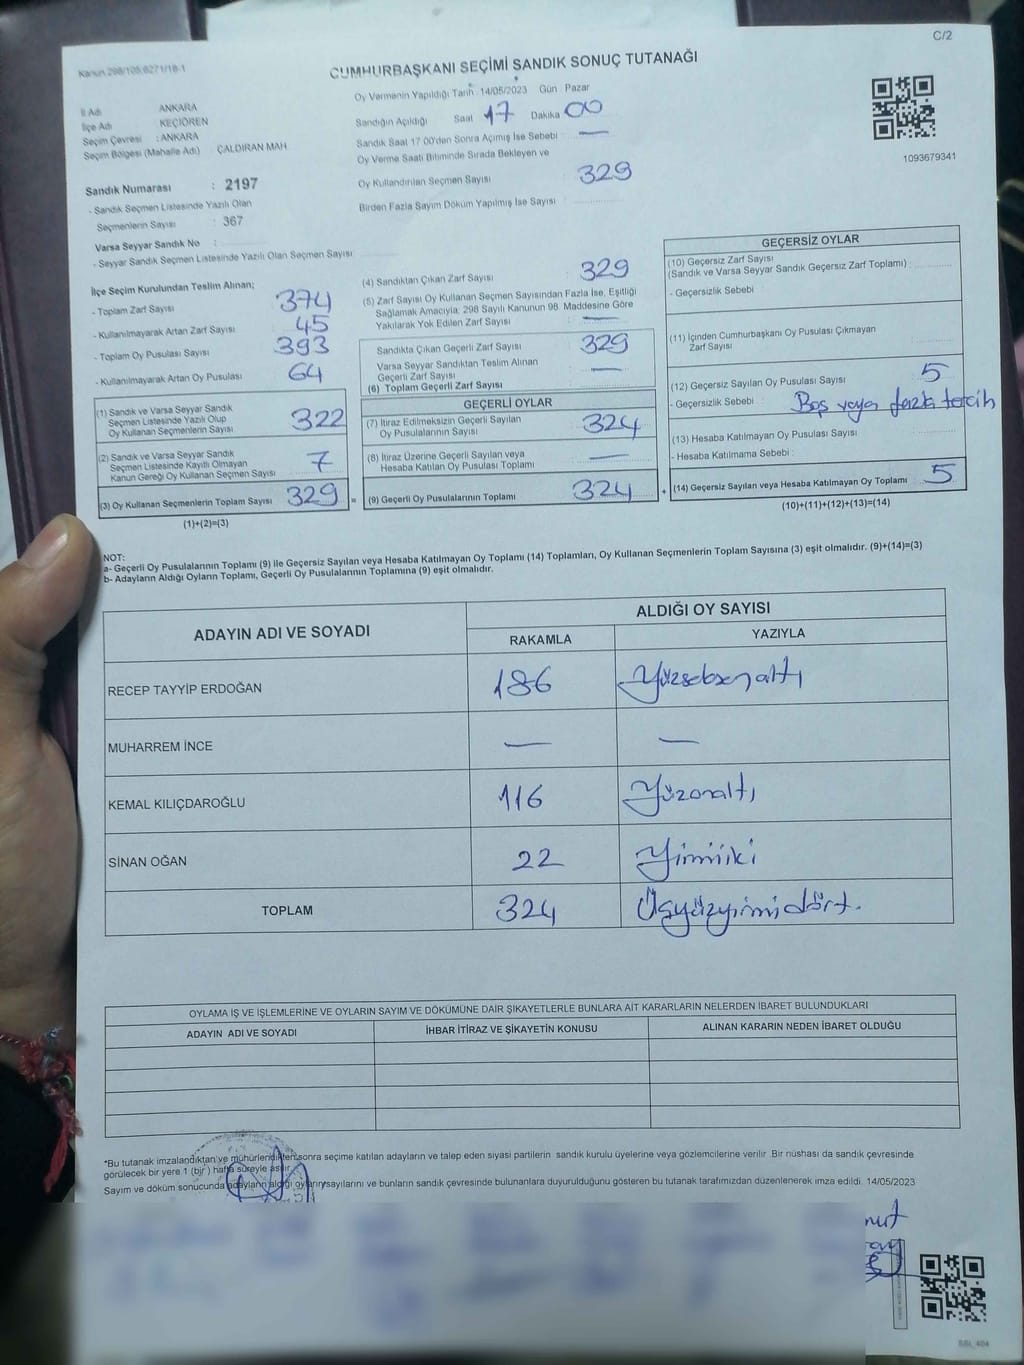 C/2
Kanun.298/105;6271/18-1
CUMHURBAŞKANI SEÇİMİ SANDIK SONUÇ TUTANAĞI
Oy Vermenin Yapıldığı Tarih 14/05/2023 Gün Pazar
İl Adı ANKARA
İlçe Adı KEÇİÖREN
Seçim Çevresi : ANKARA
Seçim Bölgesi (Mahalle Adı) ÇALDIRAN MAH
Sandığın Açıldığı Saat 17 Dakika 00
Sandık Saat 17 00'den Sonra Açılmış İse Sebebi : —
Oy Verme Saati Bitiminde Sırada Bekleyen ve
Oy Kullandırılan Seçmen Sayısı : 329
Birden Fazla Sayım Döküm Yapılmış İse Sayısı :
1093679341
Sandık Numarası : 2197
- Sandık Seçmen Listesinde Yazılı Olan
Seçmenlerin Sayısı : 367
Varsa Seyyar Sandık No :
- Seyyar Sandık Seçmen Listesinde Yazılı Olan Seçmen Sayısı
İlçe Seçim Kurulundan Teslim Alınan;
- Toplam Zarf Sayısı 374
- Kullanılmayarak Artan Zarf Sayısı 45
- Toplam Oy Pusulası Sayısı 393
- Kullanılmayarak Artan Oy Pusulası 64
(1) Sandık ve Varsa Seyyar Sandık
Seçmen Listesinde Yazılı Olup
Oy Kullanan Seçmenlerin Sayısı 322
(2) Sandık ve Varsa Seyyar Sandık
Seçmen Listesinde Kayıtlı Olmayan
Kanun Gereği Oy Kullanan Seçmen Sayısı 7
(3) Oy Kullanan Seçmenlerin Toplam Sayısı 329 =
(1)+(2)=(3)
(4) Sandıktan Çıkan Zarf Sayısı : 329
(5) Zarf Sayısı Oy Kullanan Seçmen Sayısından Fazla İse, Eşitliği
Sağlamak Amacıyla; 298 Sayılı Kanunun 98. Maddesine Göre
Yakılarak Yok Edilen Zarf Sayısı : —
Sandıkta Çıkan Geçerli Zarf Sayısı 329
Varsa Seyyar Sandıktan Teslim Alınan
Geçerli Zarf Sayısı —
(6) Toplam Geçerli Zarf Sayısı
GEÇERLİ OYLAR
(7) İtiraz Edilmeksizin Geçerli Sayılan
Oy Pusulalarının Sayısı 324
(8) İtiraz Üzerine Geçerli Sayılan veya
Hesaba Katılan Oy Pusulası Toplamı —
(9) Geçerli Oy Pusulalarının Toplamı 324 +
GEÇERSİZ OYLAR
(10) Geçersiz Zarf Sayısı
(Sandık ve Varsa Seyyar Sandık Geçersiz Zarf Toplamı) :
- Geçersizlik Sebebi :
(11) İçinden Cumhurbaşkanı Oy Pusulası Çıkmayan
Zarf Sayısı
(12) Geçersiz Sayılan Oy Pusulası Sayısı : 5
- Geçersizlik Sebebi : Boş veya fazla tercih
(13) Hesaba Katılmayan Oy Pusulası Sayısı :
- Hesaba Katılmama Sebebi :
(14) Geçersiz Sayılan veya Hesaba Katılmayan Oy Toplamı 5
(10)+(11)+(12)+(13)=(14)
NOT:
a- Geçerli Oy Pusulalarının Toplamı (9) ile Geçersiz Sayılan veya Hesaba Katılmayan Oy Toplamı (14) Toplamları, Oy Kullanan Seçmenlerin Toplam Sayısına (3) eşit olmalıdır. (9)+(14)=(3)
b- Adayların Aldığı Oyların Toplamı, Geçerli Oy Pusulalarının Toplamına (9) eşit olmalıdır.
ADAYIN ADI VE SOYADI
ALDIĞI OY SAYISI
RAKAMLA YAZIYLA
RECEP TAYYİP ERDOĞAN 186 Yüzseksenaltı
MUHARREM İNCE — —
KEMAL KILIÇDAROĞLU 116 Yüzonaltı
SİNAN OĞAN 22 Yirmiiki
TOPLAM 324 Üçyüzyirmidört.
OYLAMA İŞ VE İŞLEMLERİNE VE OYLARIN SAYIM VE DÖKÜMÜNE DAİR ŞİKAYETLERLE BUNLARA AİT KARARLARIN NELERDEN İBARET BULUNDUKLARI
ADAYIN ADI VE SOYADI İHBAR İTİRAZ VE ŞİKAYETİN KONUSU ALINAN KARARIN NEDEN İBARET OLDUĞU
*Bu tutanak imzalandıktan ve mühürlendikten sonra seçime katılan adayların ve talep eden siyasi partilerin sandık kurulu üyelerine veya gözlemcilerine verilir. Bir nüshası da sandık çevresinde
görülecek bir yere 1 (bir) hafta süreyle asılır
Sayım ve döküm sonucunda adayların aldığı oyların sayılarını ve bunların sandık çevresinde bulunanlara duyurulduğunu gösteren bu tutanak tarafımızdan düzenlenerek imza edildi. 14/05/2023